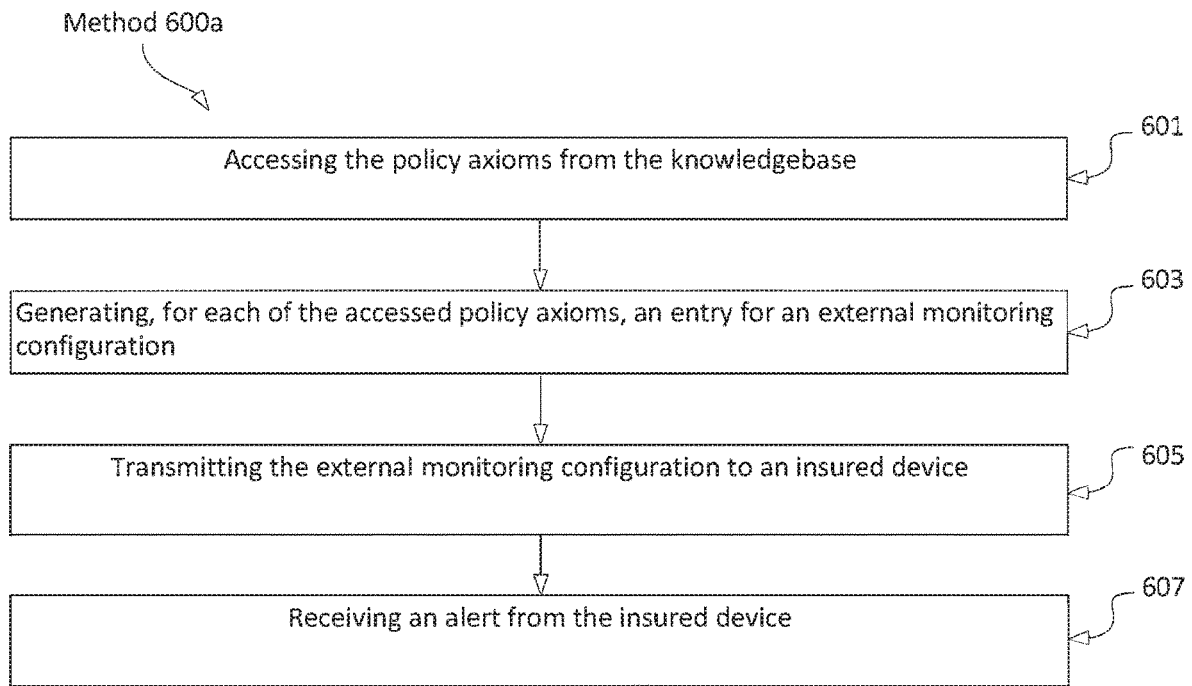 Method 600a
601
Accessing the policy axioms from the knowledgebase
603
Generating, for each of the accessed policy axioms, an entry for an external monitoring
configuration
605
Transmitting the external monitoring configuration to an insured device
607
Receiving an alert from the insured device